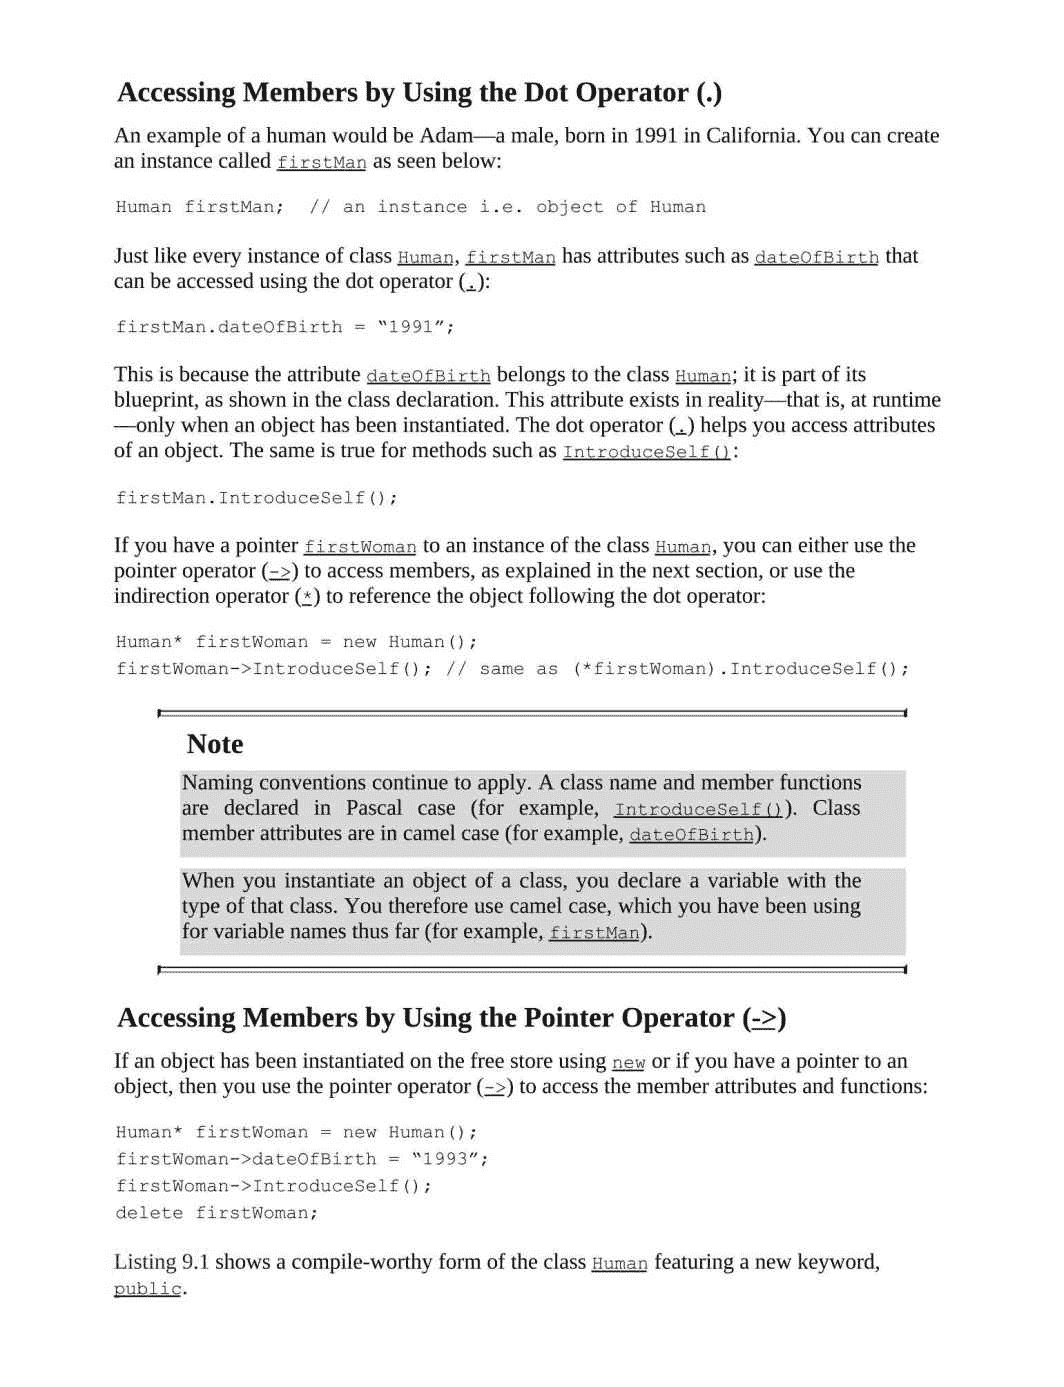 Accessing Members by Using the Dot Operator (.)
An example of a human would be Adam—a male, born in 1991 in California. You can create
an instance called firstMan as seen below:
Human firstMan;  // an instance i.e. object of Human
Just like every instance of class Human, firstMan has attributes such as dateOfBirth that
can be accessed using the dot operator (.):
firstMan.dateOfBirth = “1991”;
This is because the attribute dateOfBirth belongs to the class Human; it is part of its
blueprint, as shown in the class declaration. This attribute exists in reality—that is, at runtime
—only when an object has been instantiated. The dot operator (.) helps you access attributes
of an object. The same is true for methods such as IntroduceSelf():
firstMan.IntroduceSelf();
If you have a pointer firstWoman to an instance of the class Human, you can either use the
pointer operator (->) to access members, as explained in the next section, or use the
indirection operator (*) to reference the object following the dot operator:
Human* firstWoman = new Human();
firstWoman->IntroduceSelf(); // same as (*firstWoman).IntroduceSelf();
Note
Naming conventions continue to apply. A class name and member functions
are declared in Pascal case (for example, IntroduceSelf()). Class
member attributes are in camel case (for example, dateOfBirth).
When you instantiate an object of a class, you declare a variable with the
type of that class. You therefore use camel case, which you have been using
for variable names thus far (for example, firstMan).
Accessing Members by Using the Pointer Operator (->)
If an object has been instantiated on the free store using new or if you have a pointer to an
object, then you use the pointer operator (->) to access the member attributes and functions:
Human* firstWoman = new Human();
firstWoman->dateOfBirth = “1993”;
firstWoman->IntroduceSelf();
delete firstWoman;
Listing 9.1 shows a compile-worthy form of the class Human featuring a new keyword,
public.